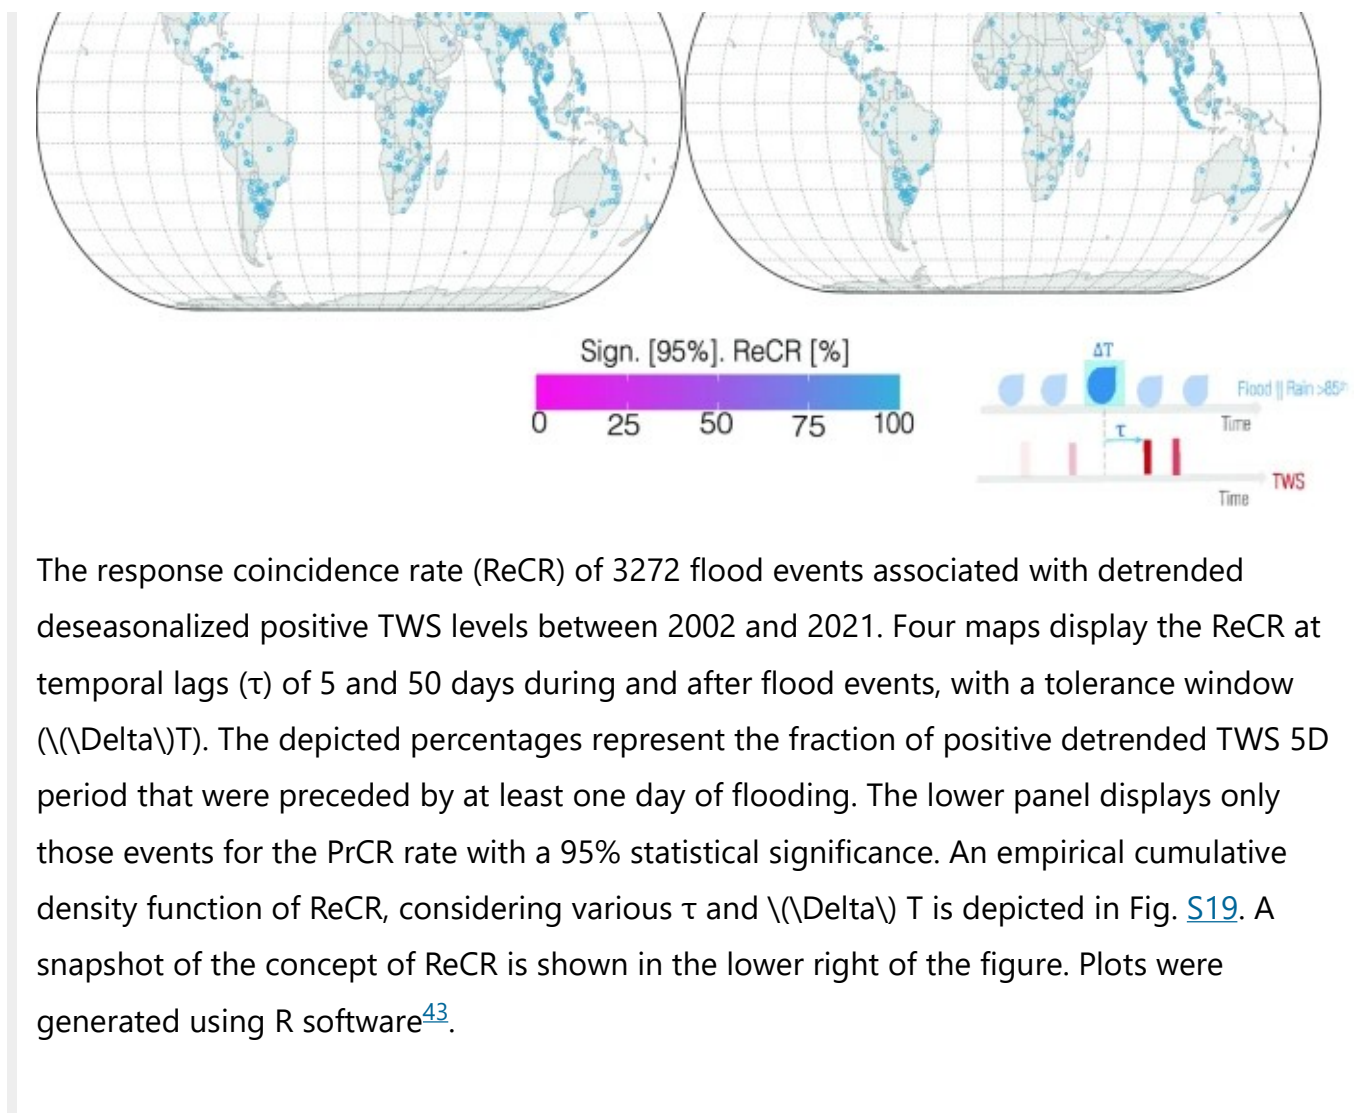 Sign. [95%]. ReCR [%]
0 25 50 75 100
ΔT
Flood || Rain >85th
Time
τ
TWS
Time
The response coincidence rate (ReCR) of 3272 flood events associated with detrended
deseasonalized positive TWS levels between 2002 and 2021. Four maps display the ReCR at
temporal lags (τ) of 5 and 50 days during and after flood events, with a tolerance window
(\(\Delta\)T). The depicted percentages represent the fraction of positive detrended TWS 5D
period that were preceded by at least one day of flooding. The lower panel displays only
those events for the PrCR rate with a 95% statistical significance. An empirical cumulative
density function of ReCR, considering various τ and \(\Delta\) T is depicted in Fig. S19. A
snapshot of the concept of ReCR is shown in the lower right of the figure. Plots were
generated using R software43.